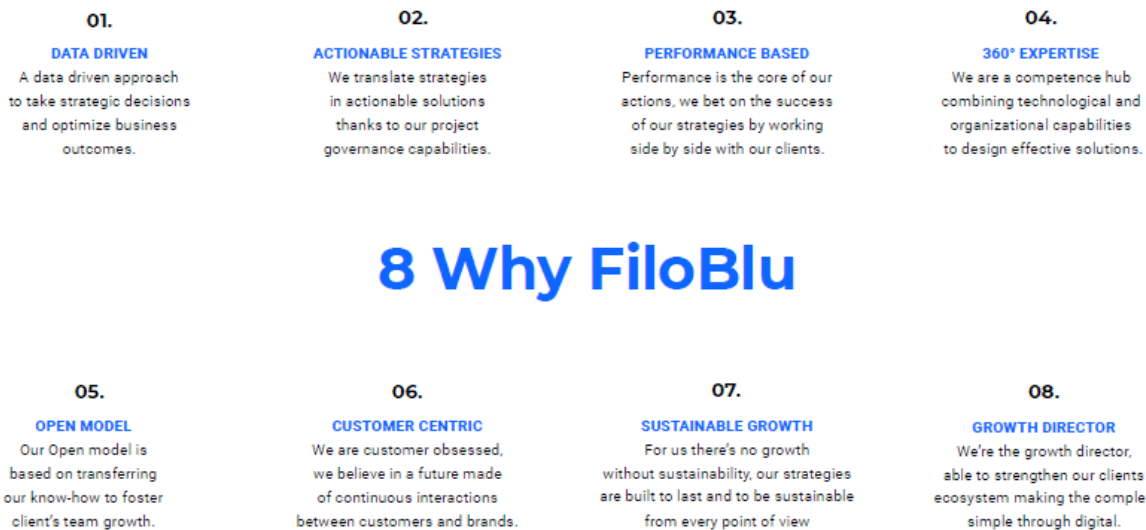 01.
DATA DRIVEN
A data driven approach
to take strategic decisions
and optimize business
outcomes.
02.
ACTIONABLE STRATEGIES
We translate strategies
in actionable solutions
thanks to our project
governance capabilities.
03.
PERFORMANCE BASED
Performance is the core of our
actions, we bet on the success
of our strategies by working
side by side with our clients.
04.
360° EXPERTISE
We are a competence hub
combining technological and
organizational capabilities
to design effective solutions.
8 Why FiloBlu
05.
OPEN MODEL
Our Open model is
based on transferring
our know-how to foster
client's team growth.
06.
CUSTOMER CENTRIC
We are customer obsessed,
we believe in a future made
of continuous interactions
between customers and brands.
07.
SUSTAINABLE GROWTH
For us there's no growth
without sustainability, our strategies
are built to last and to be sustainable
from every point of view
08.
GROWTH DIRECTOR
We're the growth director,
able to strengthen our clients
ecosystem making the comple
simple through digital.